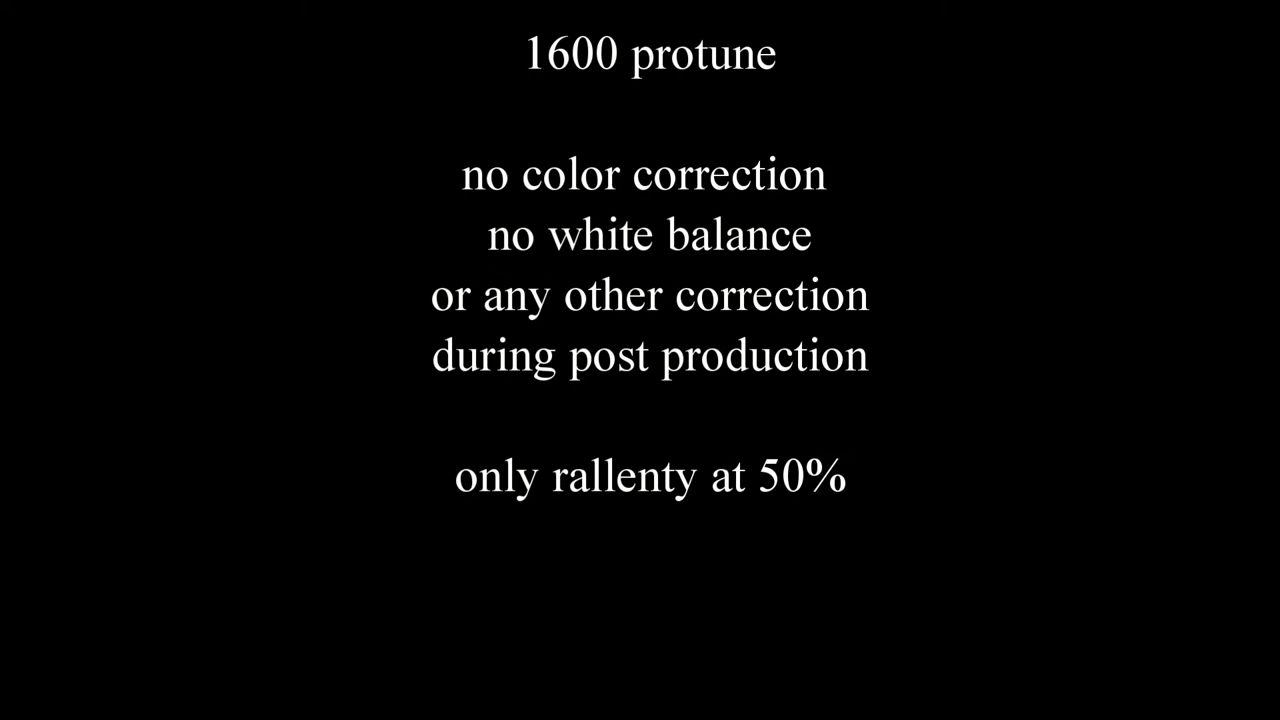 1600 protune
no color correction
no white balance
or any other correction
during post production
only rallenty at 50%